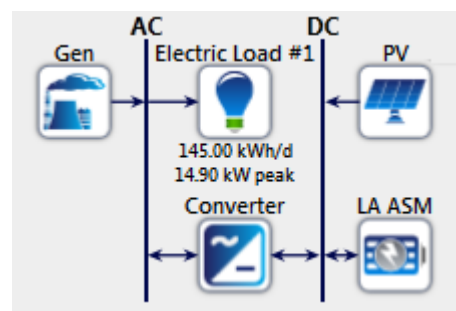 AC DC
Gen Electric Load #1 PV
145.00 kWh/d
14.90 kW peak
Converter LA ASM